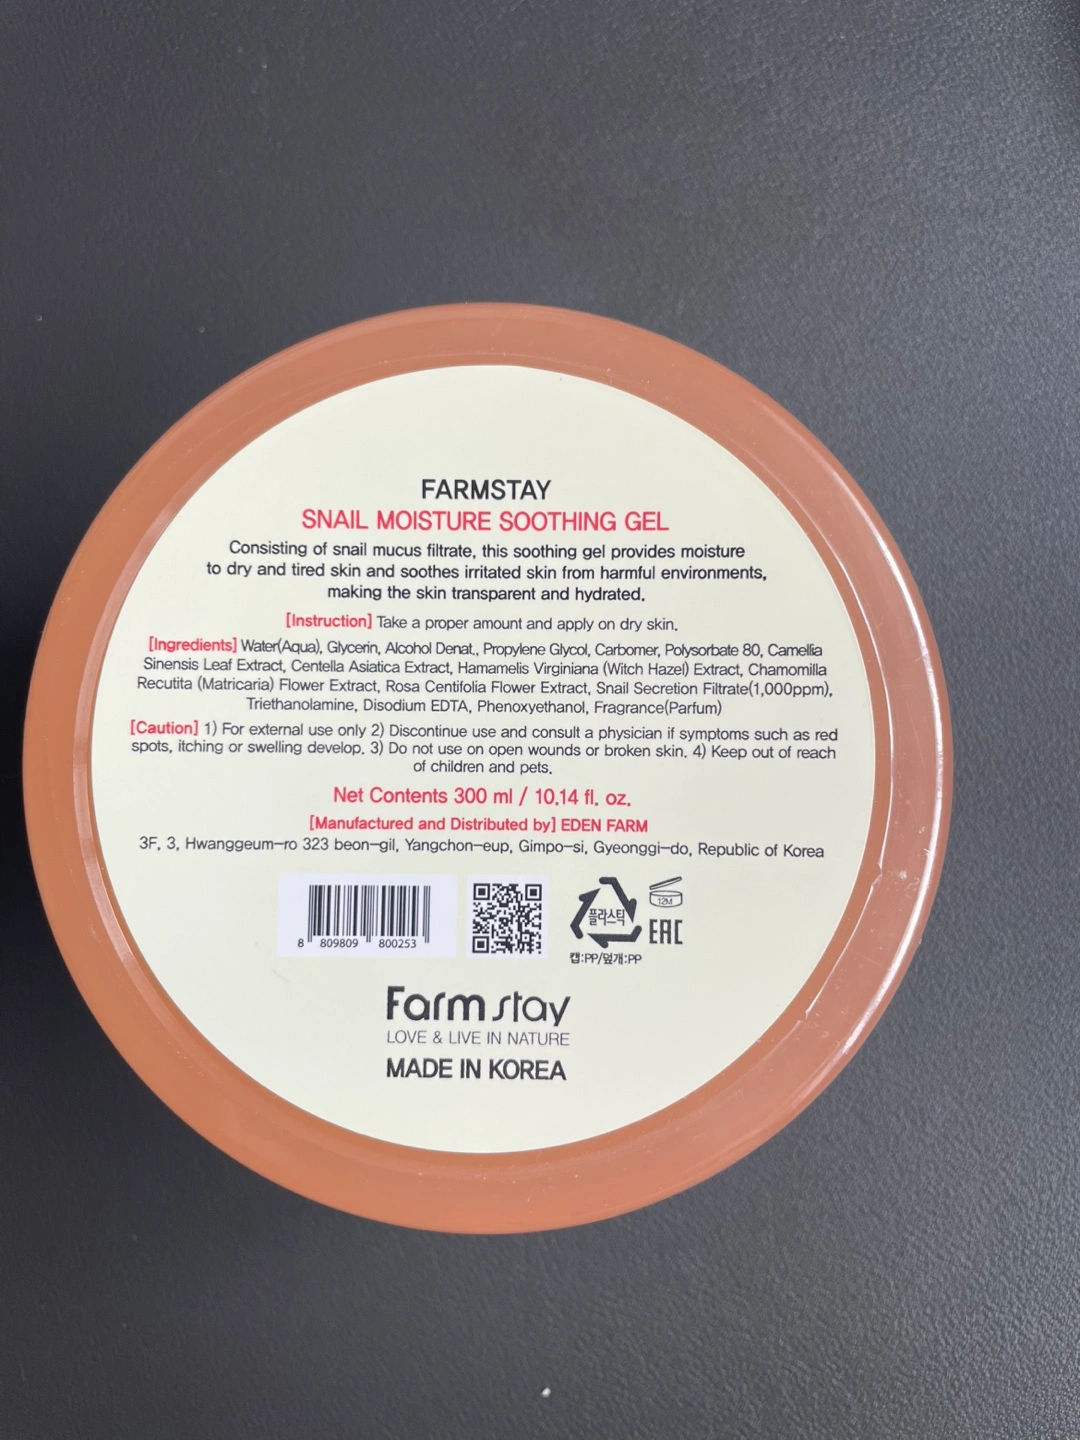 FARMSTAY
SNAIL MOISTURE SOOTHING GEL
Consisting of snail mucus filtrate, this soothing gel provides moisture
to dry and tired skin and soothes irritated skin from harmful environments,
making the skin transparent and hydrated.
[Instruction] Take a proper amount and apply on dry skin.
[Ingredients] Water(Aqua), Glycerin, Alcohol Denat., Propylene Glycol, Carbomer, Polysorbate 80, Camellia
Sinensis Leaf Extract, Centella Asiatica Extract, Hamamelis Virginiana (Witch Hazel) Extract, Chamomilla
Recutita (Matricaria) Flower Extract, Rosa Centifolia Flower Extract, Snail Secretion Filtrate(1,000ppm),
Triethanolamine, Disodium EDTA, Phenoxyethanol, Fragrance(Parfum)
[Caution] 1) For external use only 2) Discontinue use and consult a physician if symptoms such as red
spots, itching or swelling develop. 3) Do not use on open wounds or broken skin. 4) Keep out of reach
of children and pets.
Net Contents 300 ml / 10.14 fl. oz.
[Manufactured and Distributed by] EDEN FARM
3F, 3, Hwanggeum-ro 323 beon-gil, Yangchon-eup, Gimpo-si, Gyeonggi-do, Republic of Korea
8 809809 800253
플라스틱
12M
EAC
캡:PP/덮개:PP
Farm stay
LOVE & LIVE IN NATURE
MADE IN KOREA